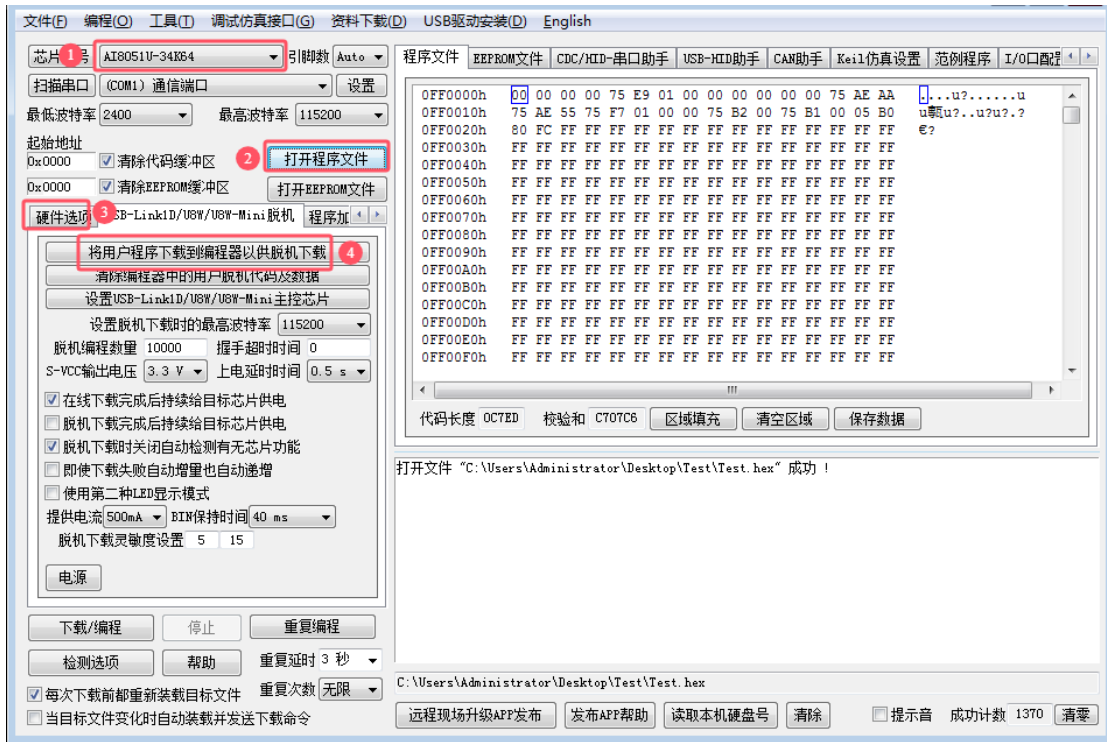 文件(F) 编程(O) 工具(T) 调试仿真接口(G) 资料下载(D) USB驱动安装(D) English
1 AI8051U-34K64 引脚数 Auto
扫描串口 (COM1) 通信端口 设置
最低波特率 2400 最高波特率 115200
起始地址
0x0000 清除代码缓冲区 2 打开程序文件
0x0000 清除EEPROM缓冲区 打开EEPROM文件
硬件选项 3 SB-Link1D/U8W/U8W-Mini脱机 程序加
将用户程序下载到编程器以供脱机下载 4
清除编程器中的用户脱机代码及数据
设置USB-Link1D/U8W/U8W-Mini主控芯片
设置脱机下载时的最高波特率 115200
脱机编程数量 10000 握手超时时间 0
S-VCC输出电压 3.3 V 上电延时时间 0.5 s
在线下载完成后持续给目标芯片供电
脱机下载完成后持续给目标芯片供电
脱机下载时关闭自动检测有无芯片功能
即使下载失败自动增量也自动递增
使用第二种LED显示模式
提供电流 500mA BIN保持时间 40 ms
脱机下载灵敏度设置 5 15
电源
下载/编程 停止 重复编程
检测选项 帮助 重复延时 3 秒
每次下载前都重新装载目标文件 重复次数 无限
当目标文件变化时自动装载并发送下载命令
程序文件 EEPROM文件 CDC/HID-串口助手 USB-HID助手 CAN助手 Keil仿真设置 范例程序 I/O口配
0FF0000h 00 00 00 00 75 E9 01 00 00 00 00 00 00 75 AE AA ....u?......u
0FF0010h 75 AE 55 75 F7 01 00 00 75 B2 00 75 B1 00 05 B0 u甎u?..u?u?.?
0FF0020h 80 FC FF FF FF FF FF FF FF FF FF FF FF FF FF FF €?
0FF0030h FF FF FF FF FF FF FF FF FF FF FF FF FF FF FF FF
0FF0040h FF FF FF FF FF FF FF FF FF FF FF FF FF FF FF FF
0FF0050h FF FF FF FF FF FF FF FF FF FF FF FF FF FF FF FF
0FF0060h FF FF FF FF FF FF FF FF FF FF FF FF FF FF FF FF
0FF0070h FF FF FF FF FF FF FF FF FF FF FF FF FF FF FF FF
0FF0080h FF FF FF FF FF FF FF FF FF FF FF FF FF FF FF FF
0FF0090h FF FF FF FF FF FF FF FF FF FF FF FF FF FF FF FF
0FF00A0h FF FF FF FF FF FF FF FF FF FF FF FF FF FF FF FF
0FF00B0h FF FF FF FF FF FF FF FF FF FF FF FF FF FF FF FF
0FF00C0h FF FF FF FF FF FF FF FF FF FF FF FF FF FF FF FF
0FF00D0h FF FF FF FF FF FF FF FF FF FF FF FF FF FF FF FF
0FF00E0h FF FF FF FF FF FF FF FF FF FF FF FF FF FF FF FF
0FF00F0h FF FF FF FF FF FF FF FF FF FF FF FF FF FF FF FF
代码长度 0C7ED 校验和 C707C6 区域填充 清空区域 保存数据
打开文件 “C:\Users\Administrator\Desktop\Test\Test.hex” 成功 !
C:\Users\Administrator\Desktop\Test\Test.hex
远程现场升级APP发布 发布APP帮助 读取本机硬盘号 清除 提示音 成功计数 1370 清零